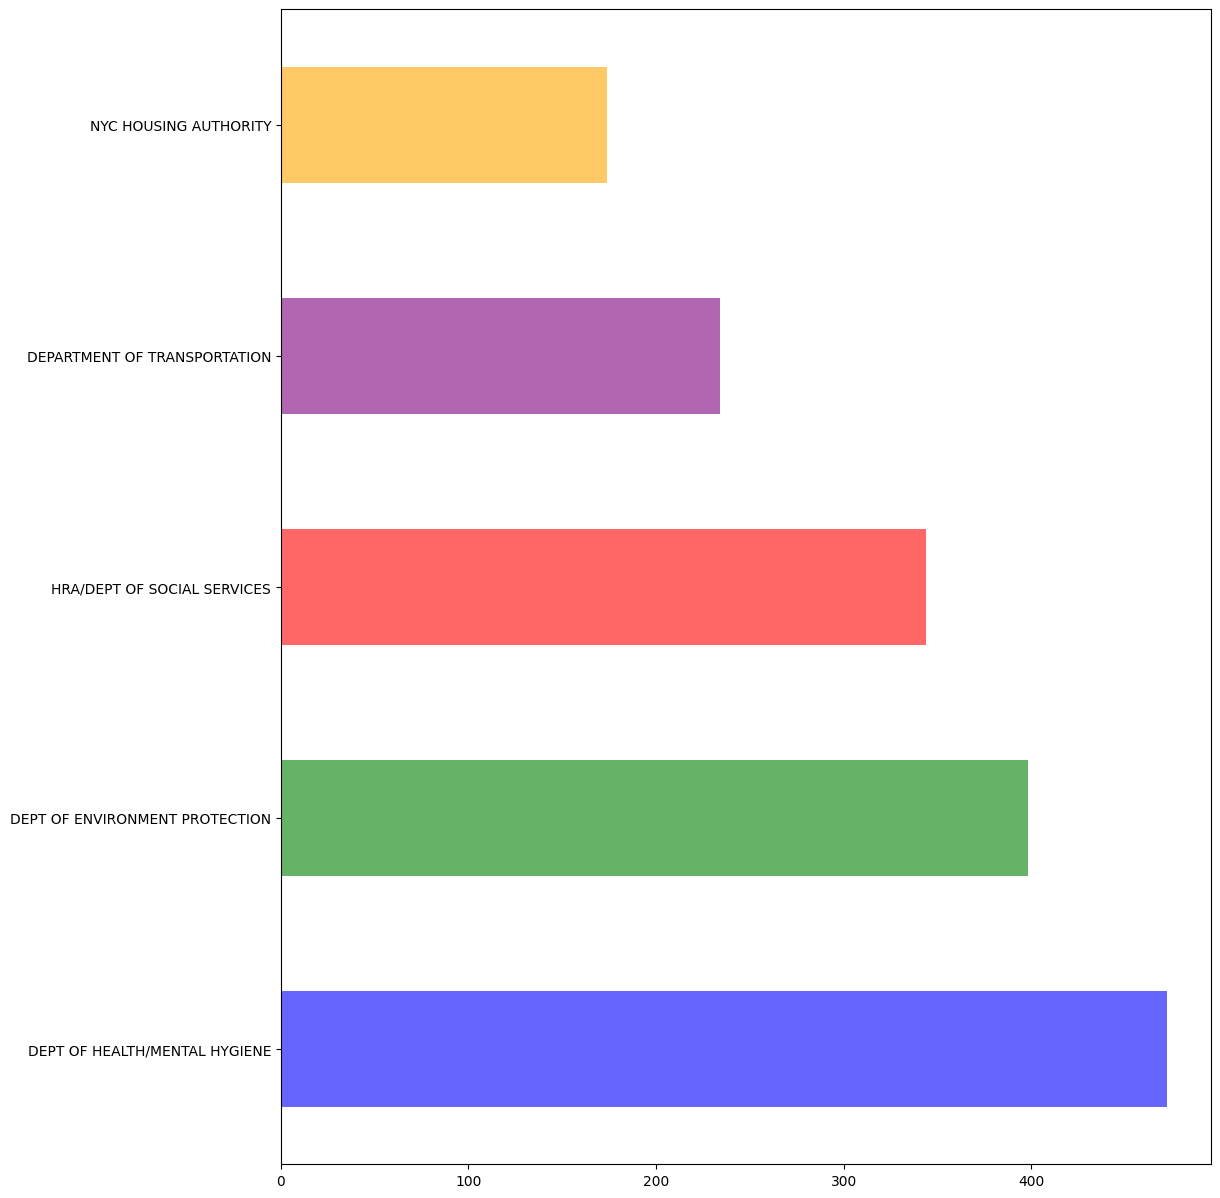 NYC HOUSING AUTHORITY
DEPARTMENT OF TRANSPORTATION
HRA/DEPT OF SOCIAL SERVICES
DEPT OF ENVIRONMENT PROTECTION
DEPT OF HEALTH/MENTAL HYGIENE
0 100 200 300 400